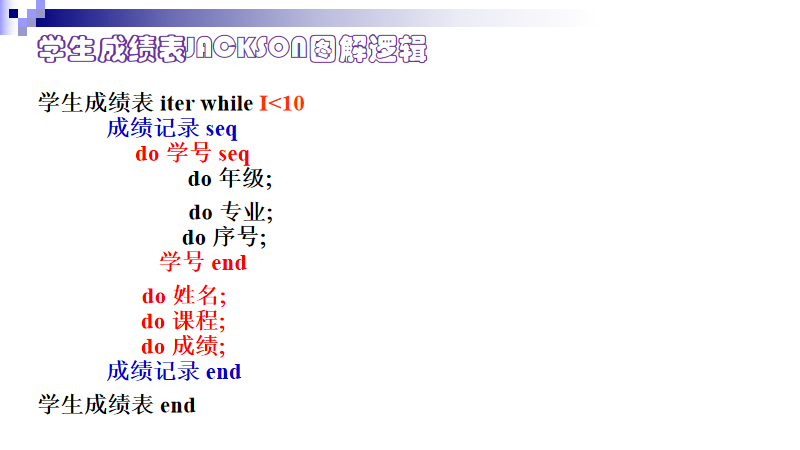 学生成绩表JACKSON图解逻辑
学生成绩表 iter while I<10
成绩记录 seq
do 学号 seq
do 年级;
do 专业;
do 序号;
学号 end
do 姓名;
do 课程;
do 成绩;
成绩记录 end
学生成绩表 end